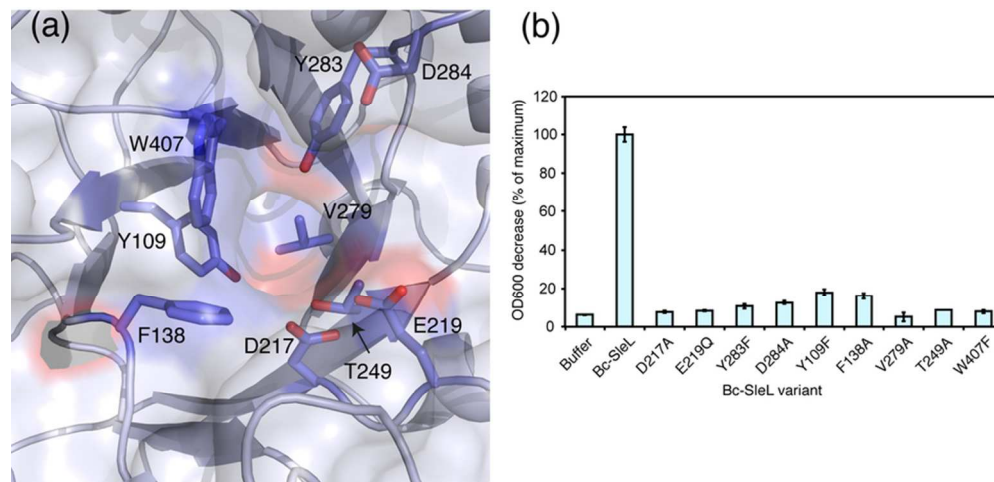 (a)
Y283
D284
W407
V279
Y109
F138
D217
E219
T249
(b)
OD600 decrease (% of maximum)
120
100
80
60
40
20
0
Buffer
Bc-SleL
D217A
E219Q
Y283F
D284A
Y109F
F138A
V279A
T249A
W407F
Bc-SleL variant